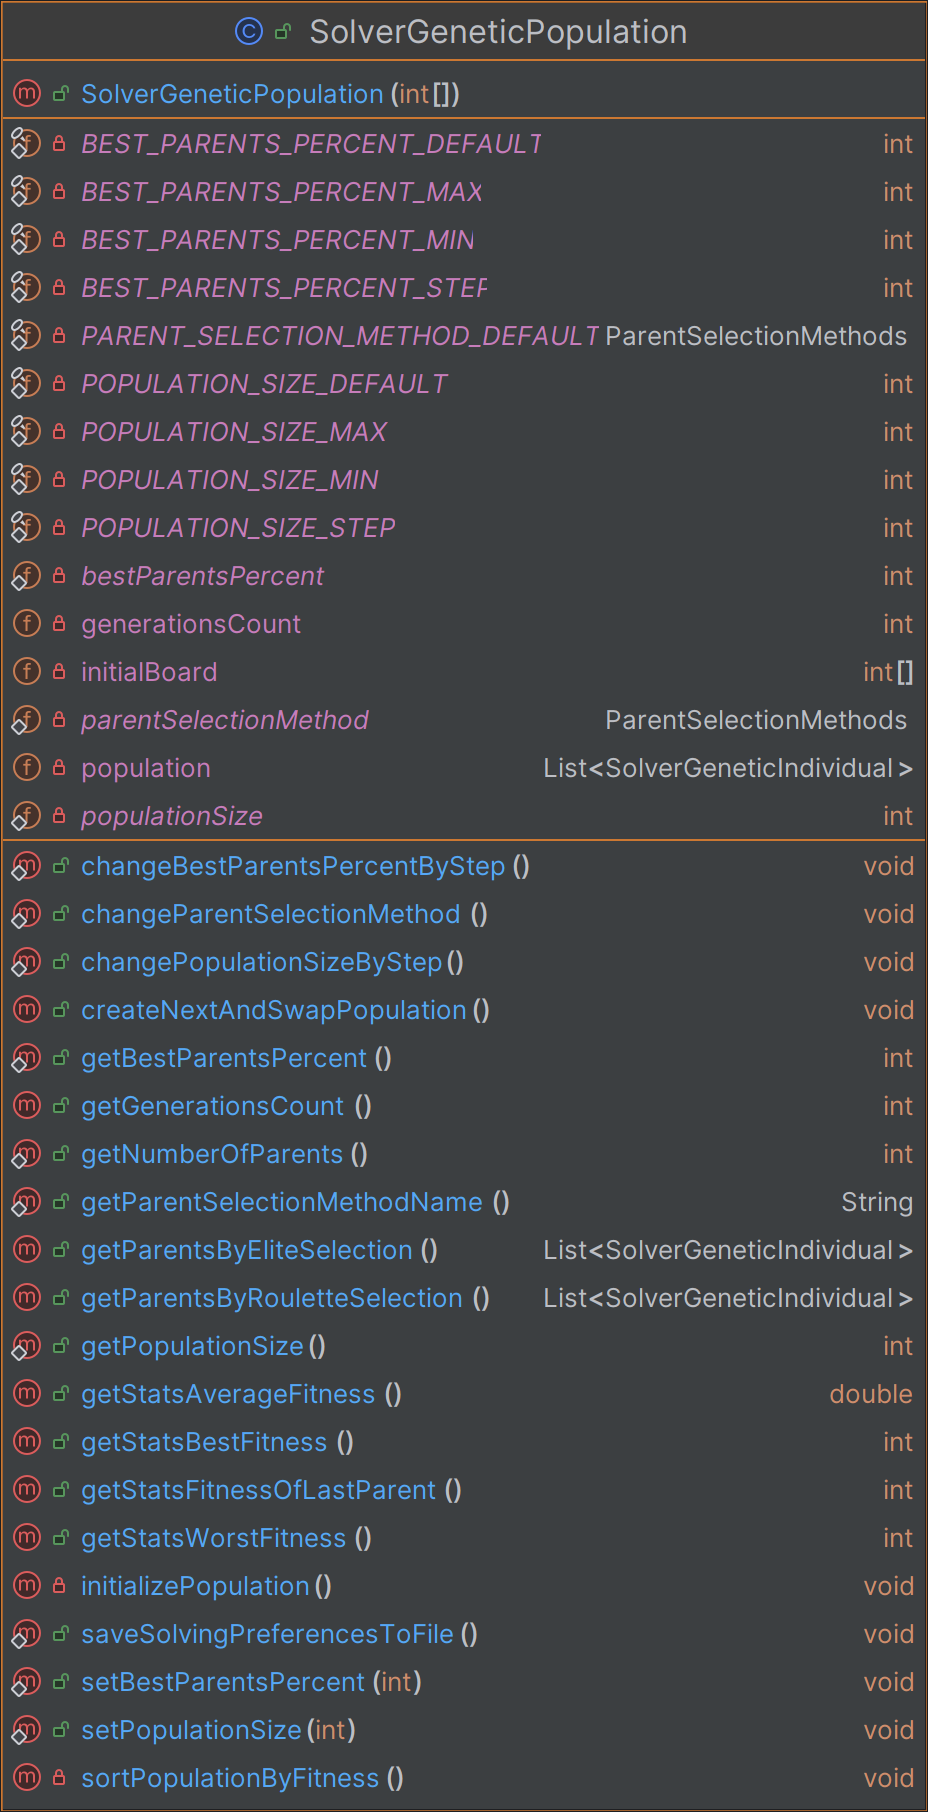 SolverGeneticPopulation
SolverGeneticPopulation (int[])
BEST_PARENTS_PERCENT_DEFAULT int
BEST_PARENTS_PERCENT_MAX int
BEST_PARENTS_PERCENT_MIN int
BEST_PARENTS_PERCENT_STEP int
PARENT_SELECTION_METHOD_DEFAULT ParentSelectionMethods
POPULATION_SIZE_DEFAULT int
POPULATION_SIZE_MAX int
POPULATION_SIZE_MIN int
POPULATION_SIZE_STEP int
bestParentsPercent int
generationsCount int
initialBoard int[]
parentSelectionMethod ParentSelectionMethods
population List<SolverGeneticIndividual>
populationSize int
changeBestParentsPercentByStep () void
changeParentSelectionMethod () void
changePopulationSizeByStep () void
createNextAndSwapPopulation () void
getBestParentsPercent () int
getGenerationsCount () int
getNumberOfParents () int
getParentSelectionMethodName () String
getParentsByEliteSelection () List<SolverGeneticIndividual>
getParentsByRouletteSelection () List<SolverGeneticIndividual>
getPopulationSize () int
getStatsAverageFitness () double
getStatsBestFitness () int
getStatsFitnessOfLastParent () int
getStatsWorstFitness () int
initializePopulation () void
saveSolvingPreferencesToFile () void
setBestParentsPercent (int) void
setPopulationSize (int) void
sortPopulationByFitness () void